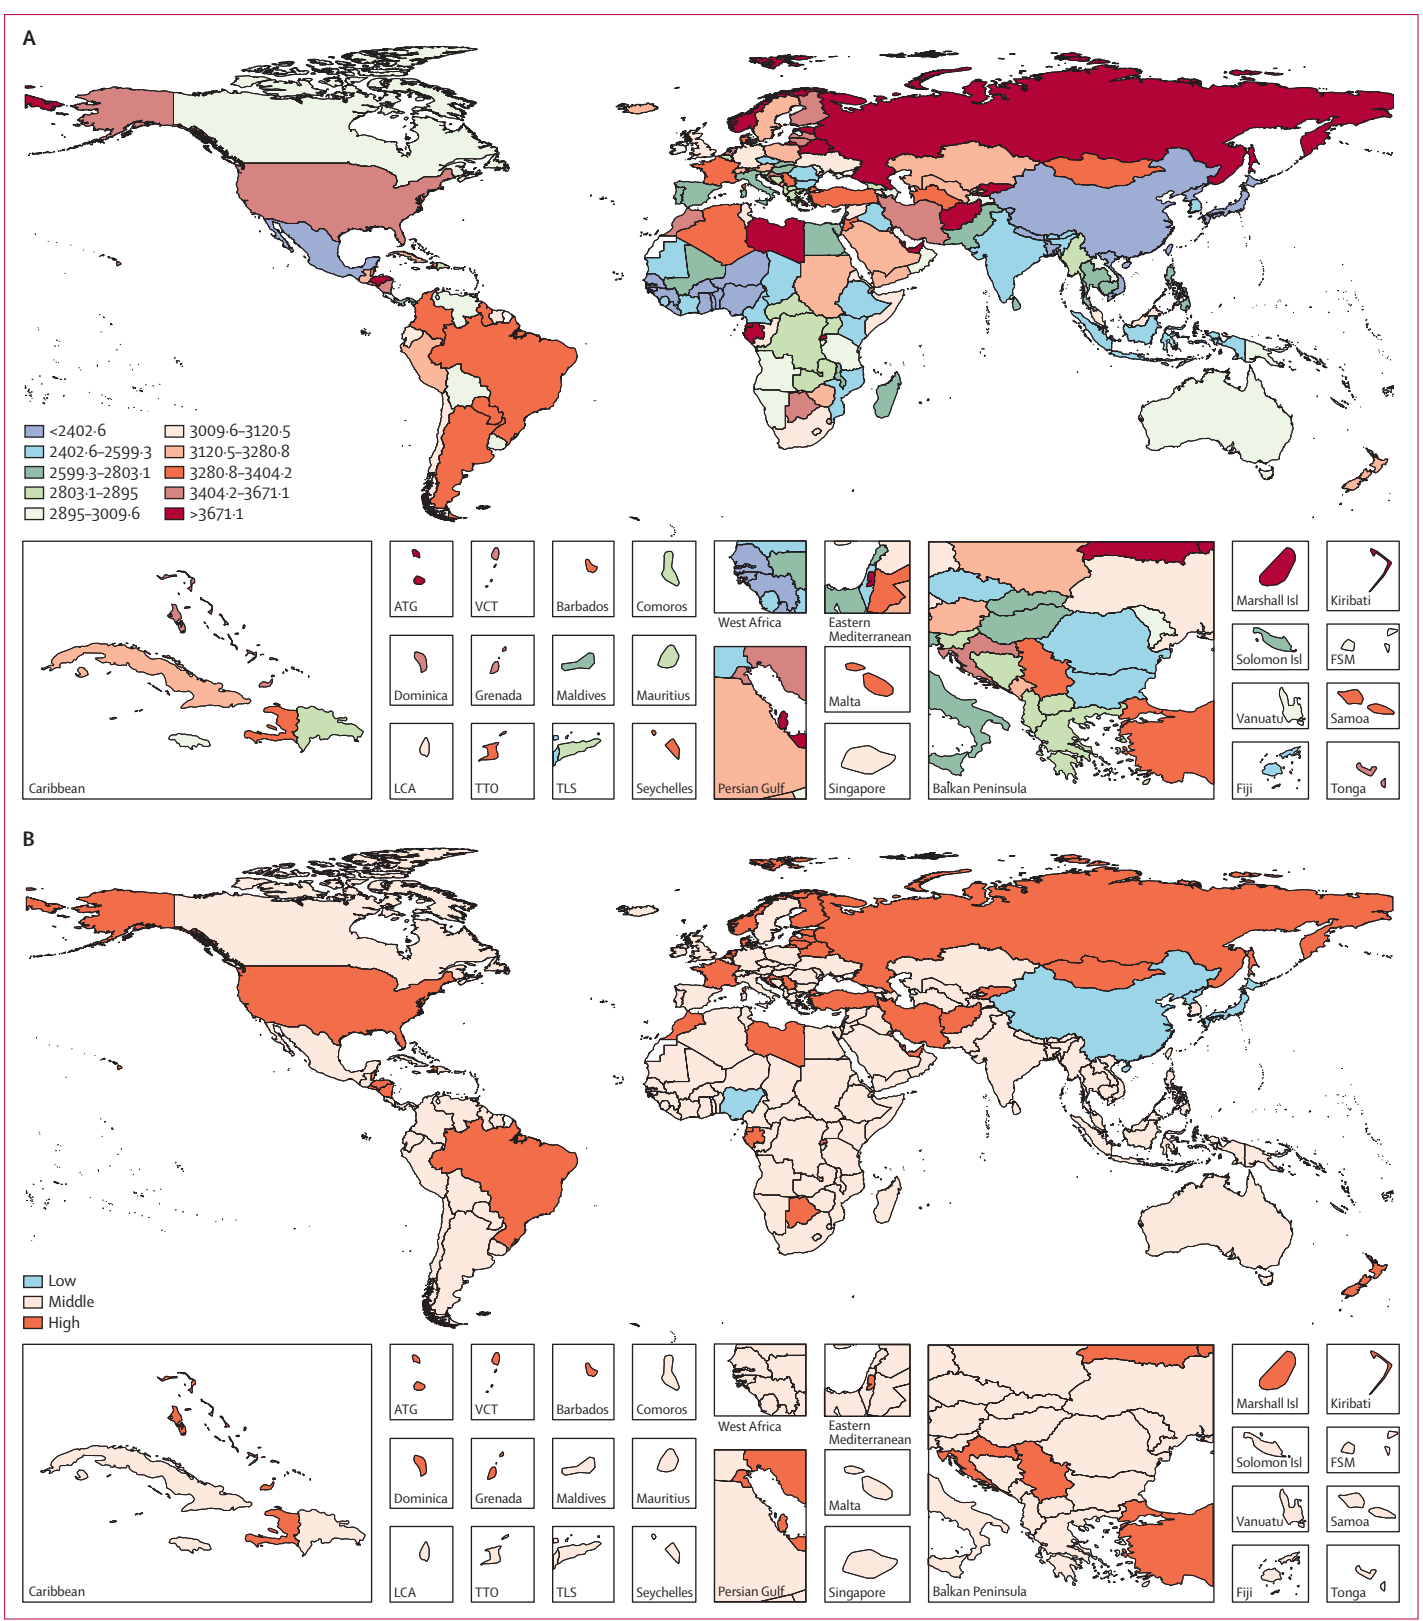 A
<2402·6
2402·6–2599·3
2599·3–2803·1
2803·1–2895
2895–3009·6
3009·6–3120·5
3120·5–3280·8
3280·8–3404·2
3404·2–3671·1
>3671·1
Caribbean
ATG
VCT
Barbados
Comoros
Dominica
Grenada
Maldives
Mauritius
LCA
TTO
TLS
Seychelles
West Africa
Eastern
Mediterranean
Persian Gulf
Malta
Singapore
Balkan Peninsula
Marshall Isl
Kiribati
Solomon Isl
FSM
Vanuatu
Samoa
Fiji
Tonga
B
Low
Middle
High
Caribbean
ATG
VCT
Barbados
Comoros
Dominica
Grenada
Maldives
Mauritius
LCA
TTO
TLS
Seychelles
West Africa
Eastern
Mediterranean
Persian Gulf
Malta
Singapore
Balkan Peninsula
Marshall Isl
Kiribati
Solomon Isl
FSM
Vanuatu
Samoa
Fiji
Tonga